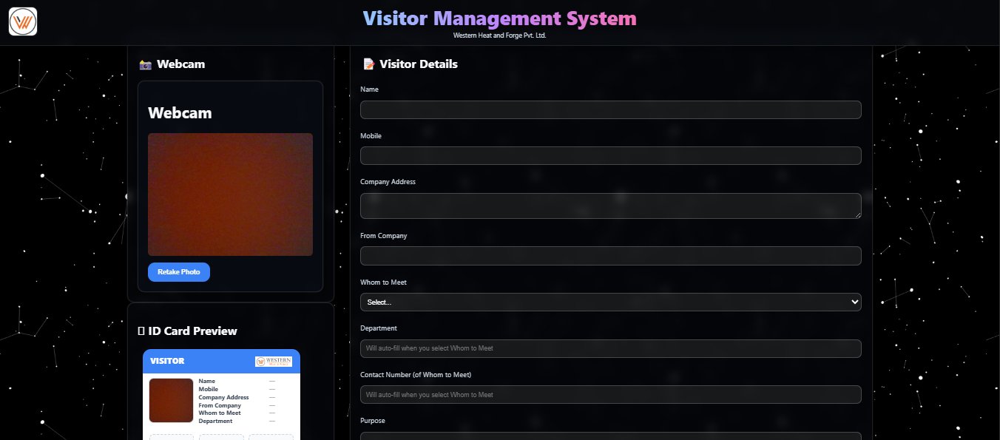 Visitor Management System
Western Heat and Forge Pvt. Ltd.
📸 Webcam
Webcam
Retake Photo
ID Card Preview
VISITOR
WESTERN
Name —
Mobile —
Company Address —
From Company —
Whom to Meet —
Department —
📝 Visitor Details
Name
Mobile
Company Address
From Company
Whom to Meet
Select...
Department
Will auto-fill when you select Whom to Meet
Contact Number (of Whom to Meet)
Will auto-fill when you select Whom to Meet
Purpose